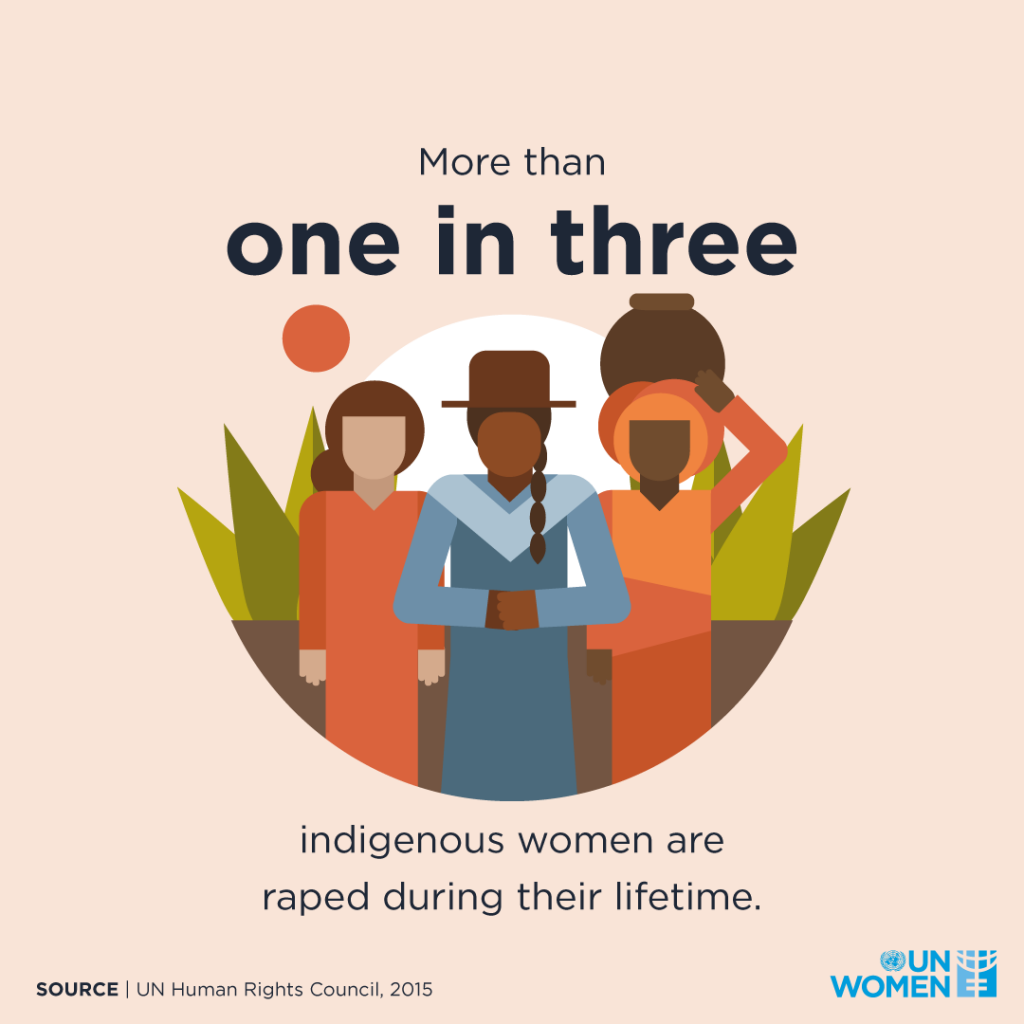 More than
one in three
indigenous women are
raped during their lifetime.
SOURCE | UN Human Rights Council, 2015
UN
WOMEN